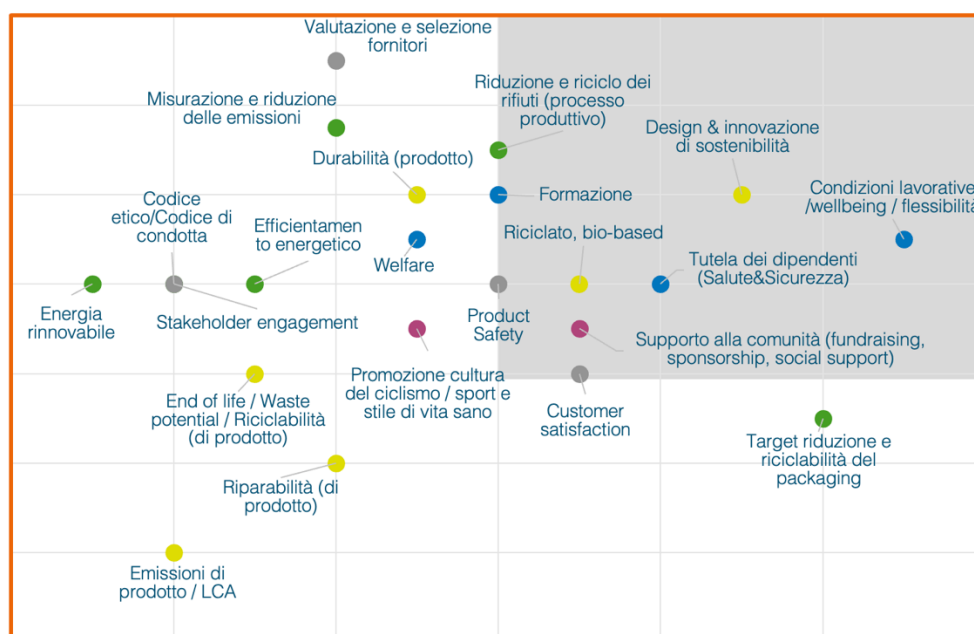 Valutazione e selezione
fornitori
Riduzione e riciclo dei
rifiuti (processo
produttivo)
Misurazione e riduzione
delle emissioni
Design & innovazione
di sostenibilità
Durabilità (prodotto)
Condizioni lavorative
/wellbeing / flessibilità
Formazione
Codice
etico/Codice di
condotta
Efficientamen
to energetico
Riciclato, bio-based
Welfare
Tutela dei dipendenti
(Salute&Sicurezza)
Energia
rinnovabile
Stakeholder engagement
Product
Safety
Supporto alla comunità (fundraising,
sponsorship, social support)
Promozione cultura
del ciclismo / sport e
stile di vita sano
End of life / Waste
potential / Riciclabilità
(di prodotto)
Customer
satisfaction
Target riduzione e
riciclabilità del
packaging
Riparabilità (di
prodotto)
Emissioni di
prodotto / LCA